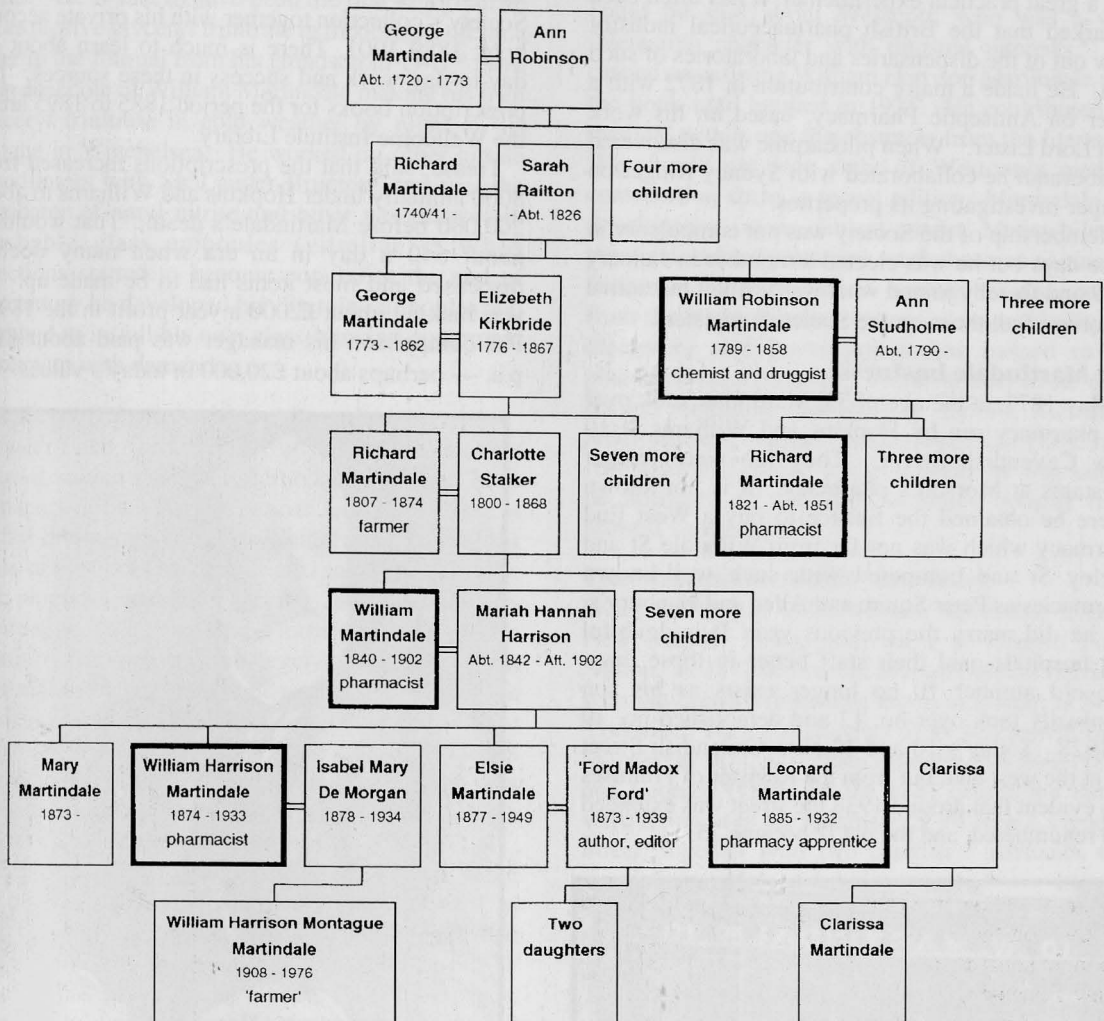 George
Martindale
Abt. 1720 - 1773
Ann
Robinson
Richard
Martindale
1740/41 -
Sarah
Railton
- Abt. 1826
Four more
children
George
Martindale
1773 - 1862
Elizebeth
Kirkbride
1776 - 1867
William Robinson
Martindale
1789 - 1858
chemist and druggist
Ann
Studholme
Abt. 1790 -
Three more
children
Richard
Martindale
1807 - 1874
farmer
Charlotte
Stalker
1800 - 1868
Seven more
children
Richard
Martindale
1821 - Abt. 1851
pharmacist
Three more
children
William
Martindale
1840 - 1902
pharmacist
Mariah Hannah
Harrison
Abt. 1842 - Aft. 1902
Seven more
children
Mary
Martindale
1873 -
William Harrison
Martindale
1874 - 1933
pharmacist
Isabel Mary
De Morgan
1878 - 1934
Elsie
Martindale
1877 - 1949
'Ford Madox
Ford'
1873 - 1939
author, editor
Leonard
Martindale
1885 - 1932
pharmacy apprentice
Clarissa
William Harrison Montague
Martindale
1908 - 1976
'farmer'
Two
daughters
Clarissa
Martindale